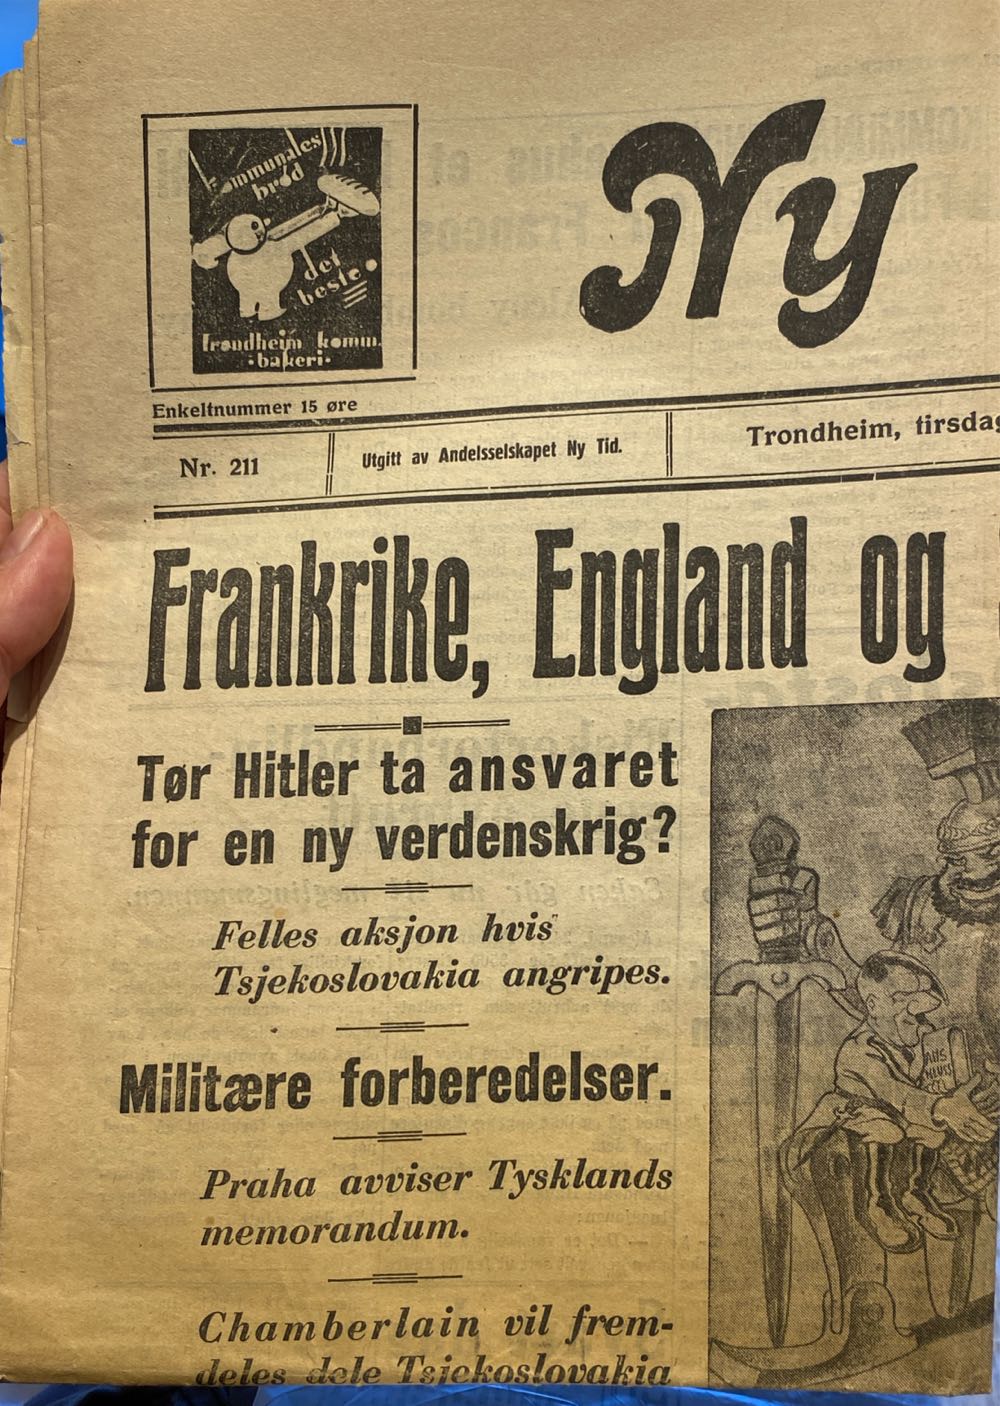 Kommunales
brød
det
beste
Trondheim komm.
·bakeri·
Ny
Enkeltnummer 15 øre
Nr. 211
Utgitt av Andelsselskapet Ny Tid.
Trondheim, tirsdag
Frankrike, England og
Tør Hitler ta ansvaret
for en ny verdenskrig?
Felles aksjon hvis
Tsjekoslovakia angripes.
Militære forberedelser.
Praha avviser Tysklands
memorandum.
Chamberlain vil frem-
deles dele Tsjekoslovakia